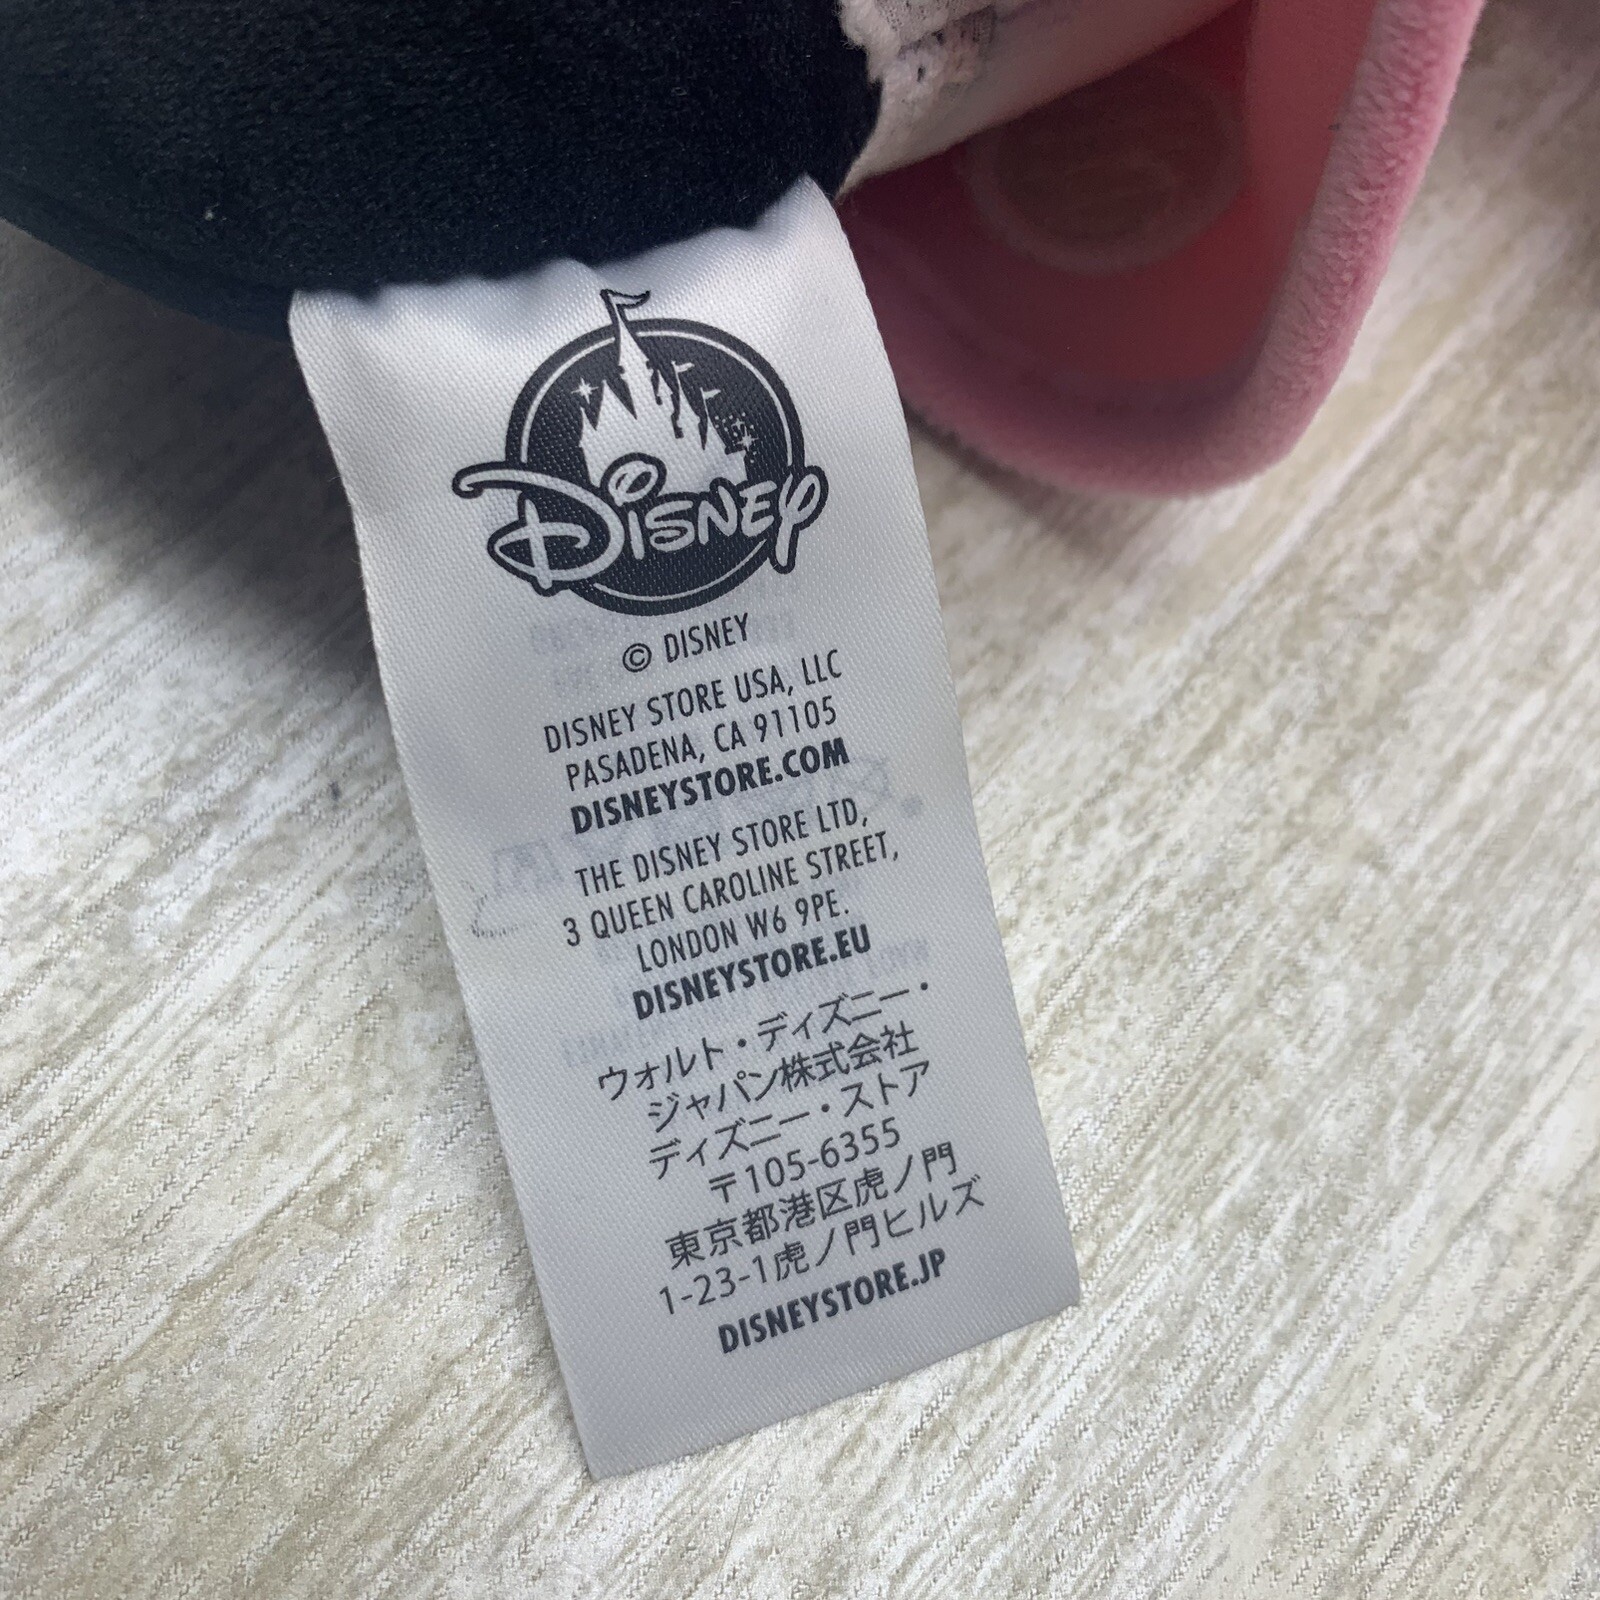 Disney
© DISNEY
DISNEY STORE USA, LLC
PASADENA, CA 91105
DISNEYSTORE.COM
THE DISNEY STORE LTD,
3 QUEEN CAROLINE STREET,
LONDON W6 9PE.
DISNEYSTORE.EU
ウォルト・ディズニー・
ジャパン株式会社
ディズニー・ストア
〒105-6355
東京都港区虎ノ門
1-23-1虎ノ門ヒルズ
DISNEYSTORE.JP